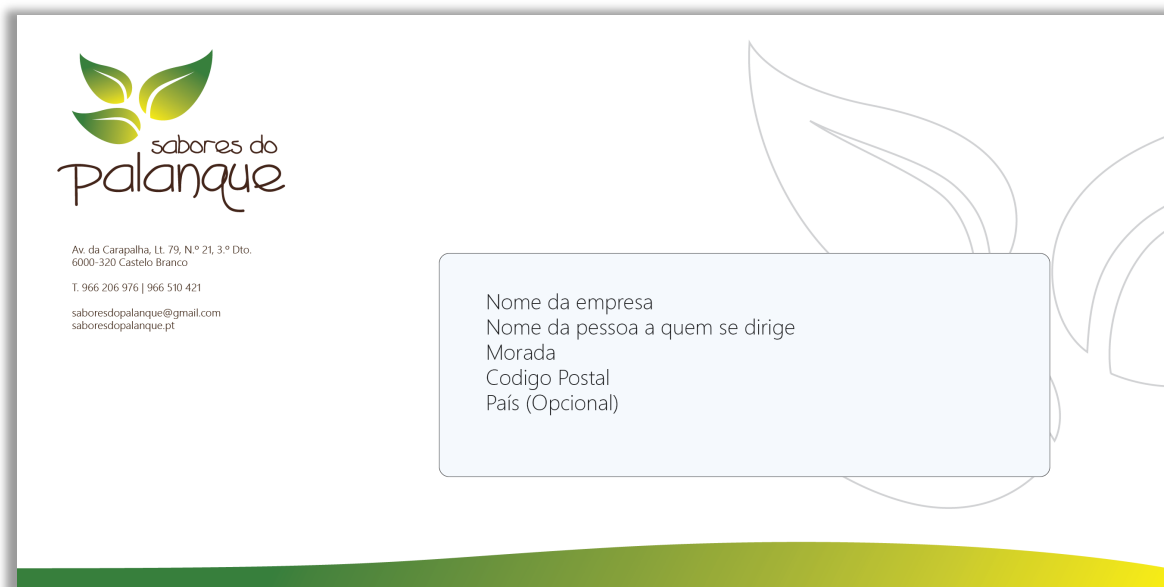 sabores do
palanque
Av. da Carapalha, Lt. 79, N.º 21, 3.º Dto.
6000-320 Castelo Branco
T. 966 206 976 | 966 510 421
saboresdopalanque@gmail.com
saboresdopalanque.pt
Nome da empresa
Nome da pessoa a quem se dirige
Morada
Codigo Postal
País (Opcional)